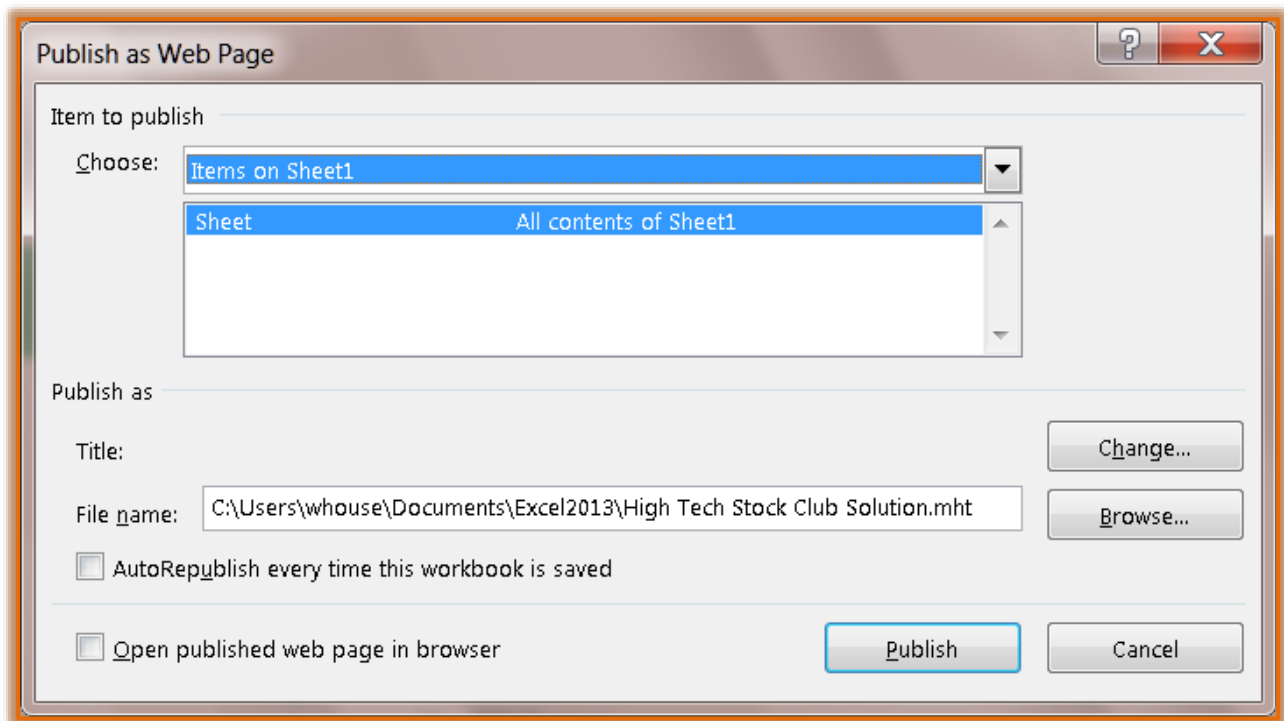 Publish as Web Page
?
X
Item to publish
Choose:
Items on Sheet1
Sheet All contents of Sheet1
Publish as
Title:
Change...
File name:
C:\Users\whouse\Documents\Excel2013\High Tech Stock Club Solution.mht
Browse...
AutoRepublish every time this workbook is saved
Open published web page in browser
Publish
Cancel